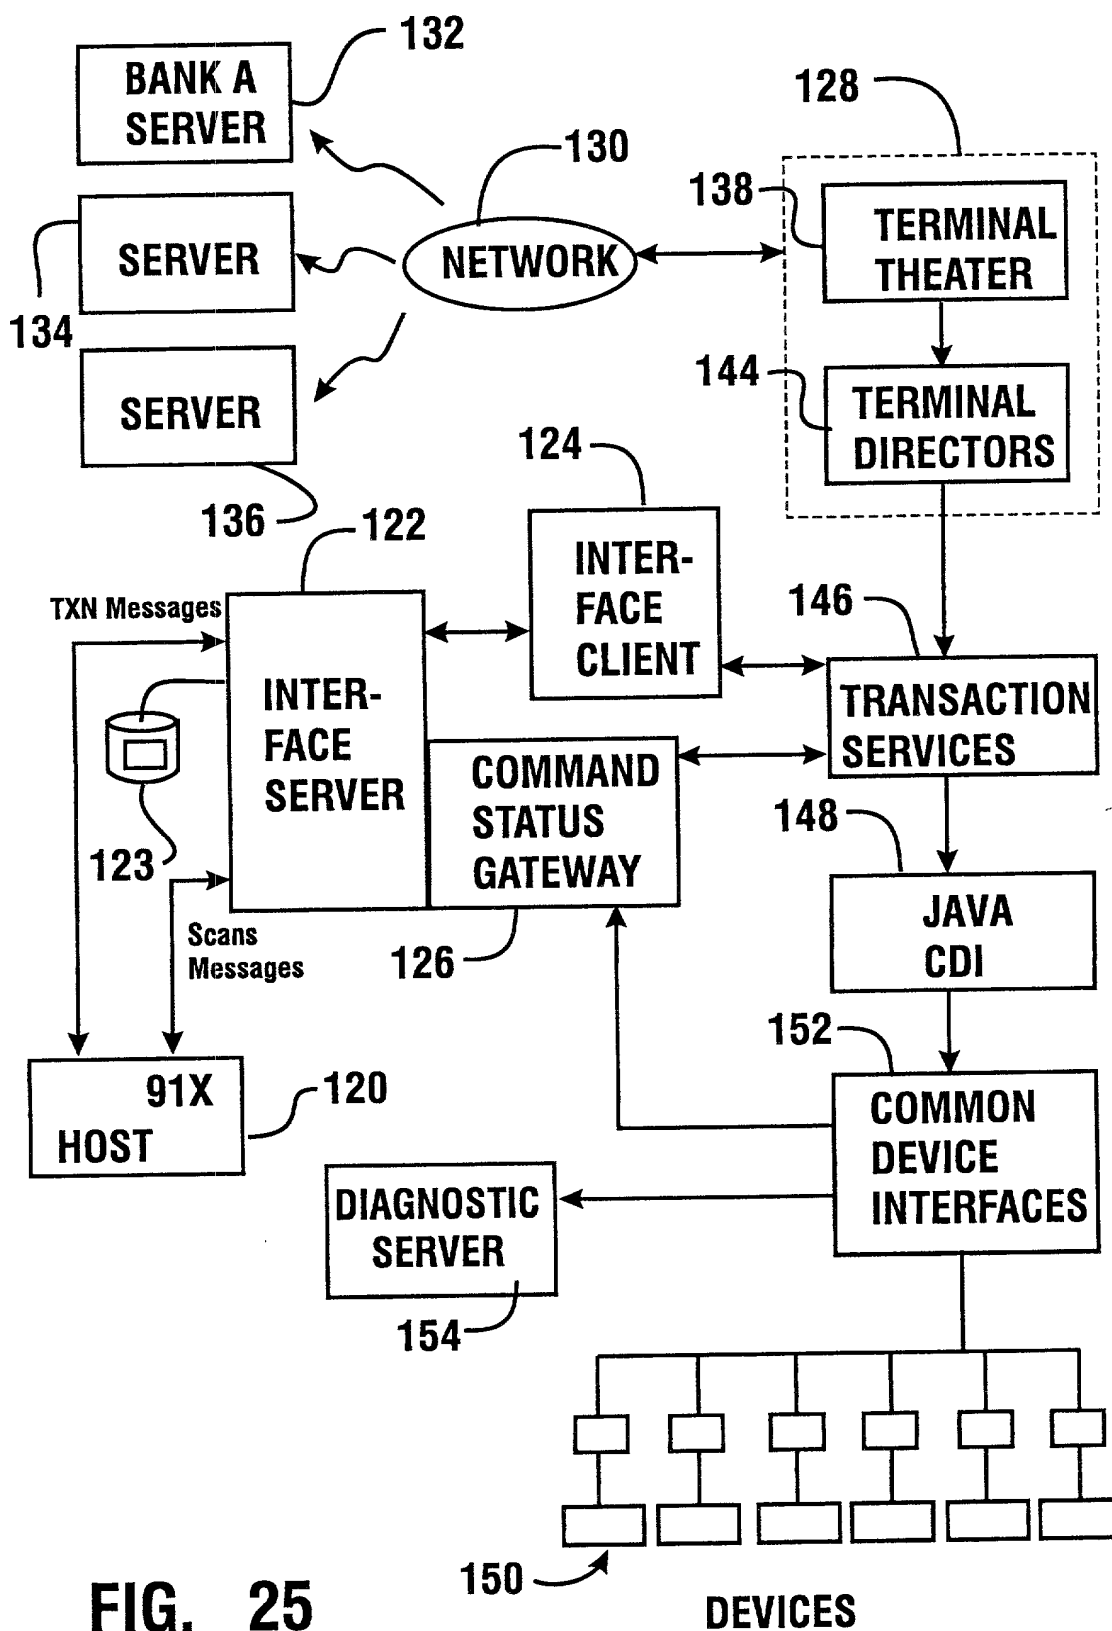 132
BANK A
SERVER
128
130
138
TERMINAL
THEATER
NETWORK
SERVER
134
144
TERMINAL
DIRECTORS
SERVER
124
136
122
INTER-
FACE
CLIENT
TXN Messages
146
INTER-
FACE
SERVER
TRANSACTION
SERVICES
COMMAND
STATUS
GATEWAY
148
123
JAVA
CDI
Scans
Messages
126
152
91X
HOST
120
COMMON
DEVICE
INTERFACES
DIAGNOSTIC
SERVER
154
150
FIG. 25
DEVICES